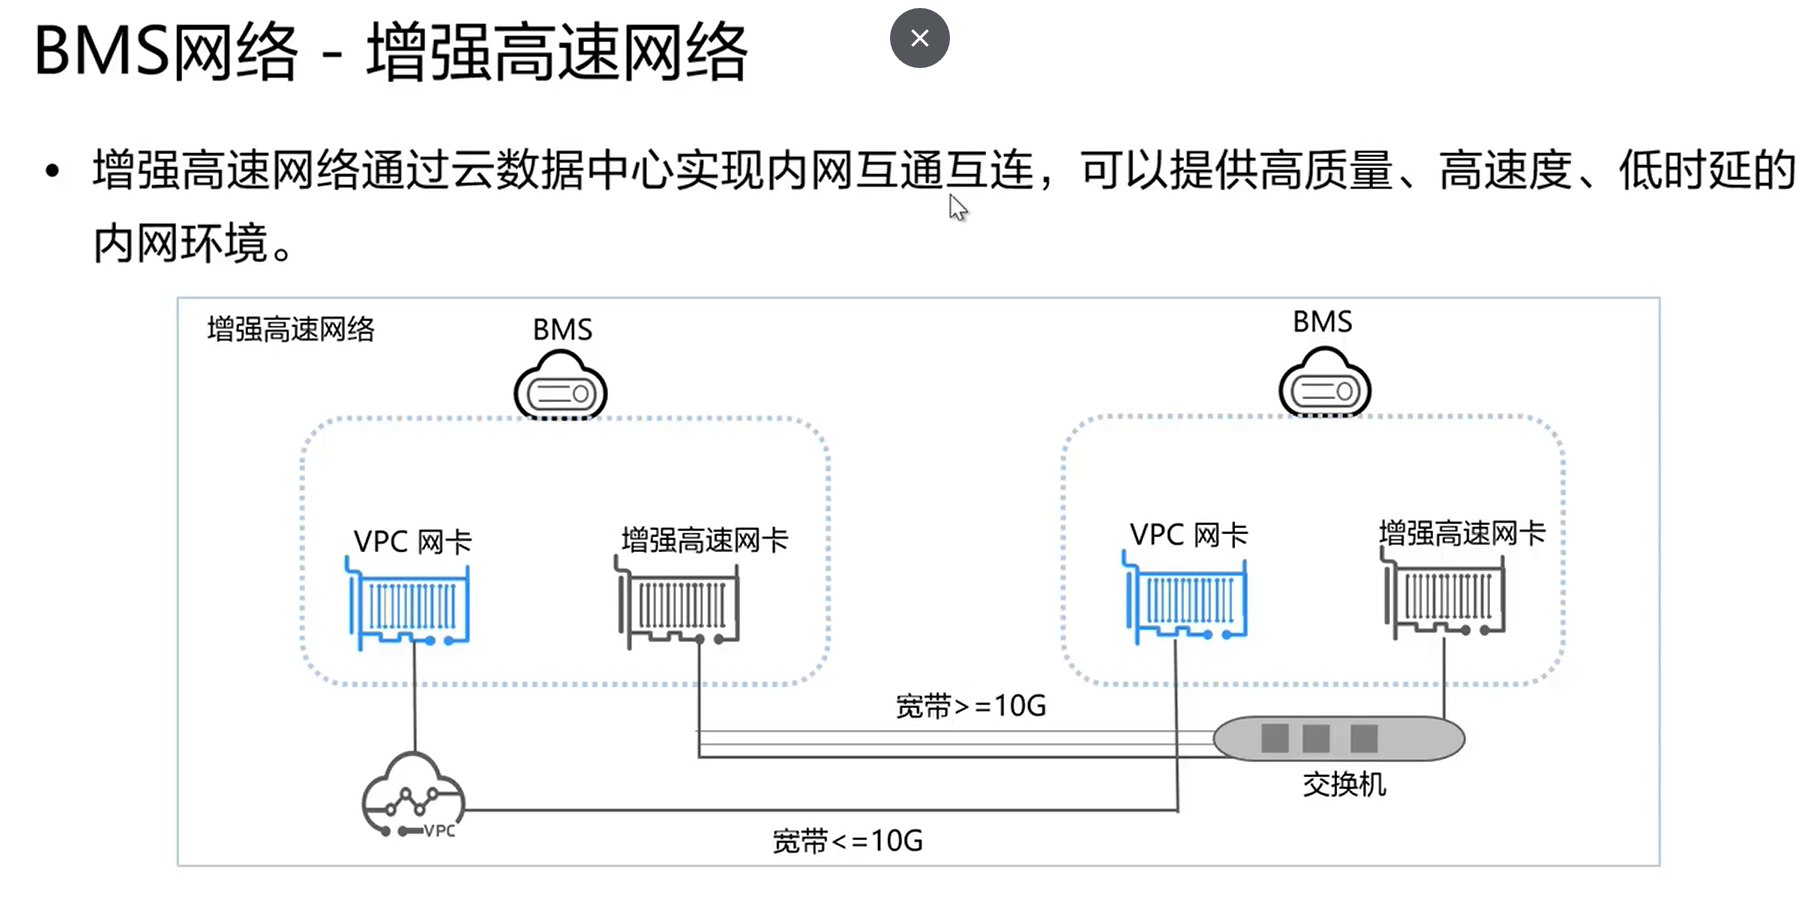 BMS网络 - 增强高速网络
• 增强高速网络通过云数据中心实现内网互通互连，可以提供高质量、高速度、低时延的
内网环境。
增强高速网络
BMS
BMS
VPC 网卡
增强高速网卡
VPC 网卡
增强高速网卡
宽带>=10G
交换机
VPC
宽带<=10G